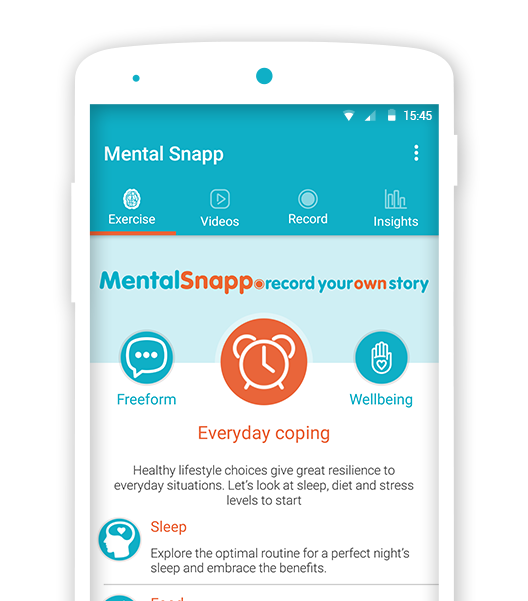 15:45
Mental Snapp
Exercise Videos Record Insights
MentalSnapp record your own story
Freeform Wellbeing
Everyday coping
Healthy lifestyle choices give great resilience to
everyday situations. Let's look at sleep, diet and stress
levels to start
Sleep
Explore the optimal routine for a perfect night's
sleep and embrace the benefits.